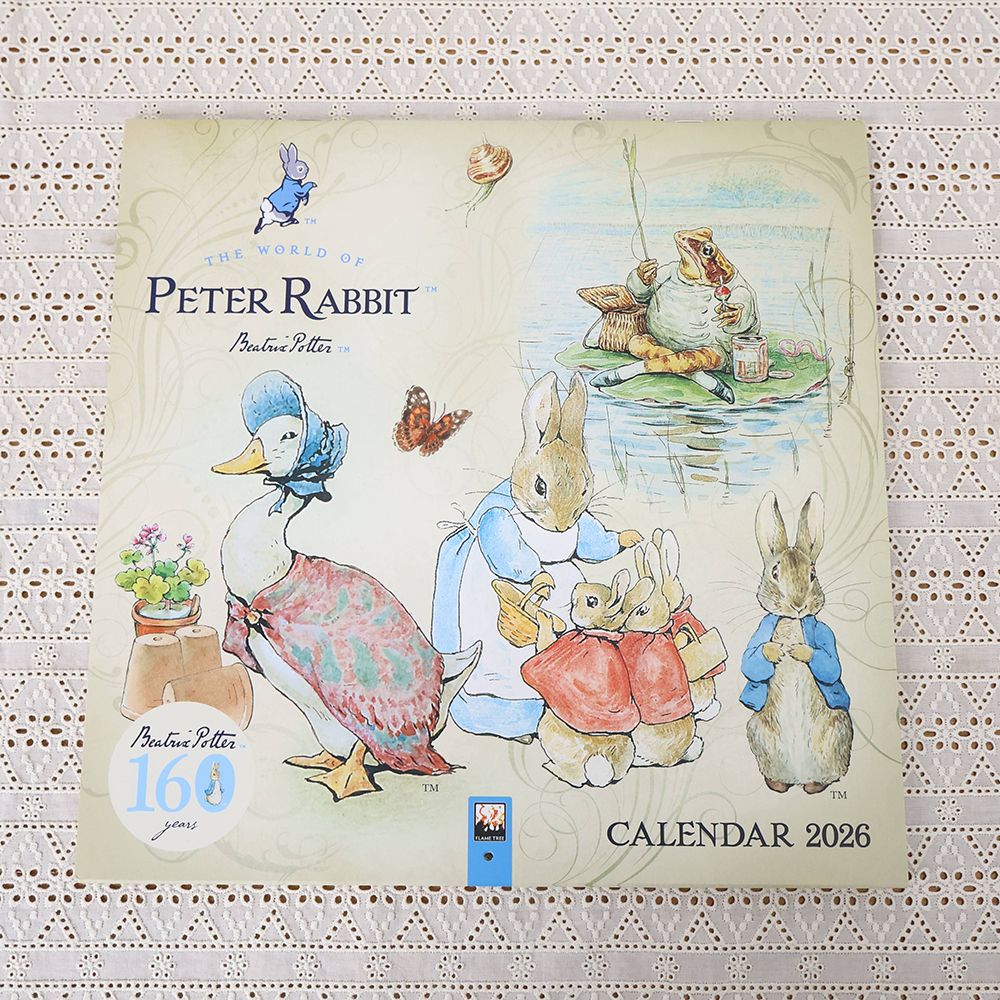 ™
THE WORLD OF
PETER RABBIT™
Beatrix Potter™
Beatrix Potter™
160
years
™
™
FLAME TREE
CALENDAR 2026